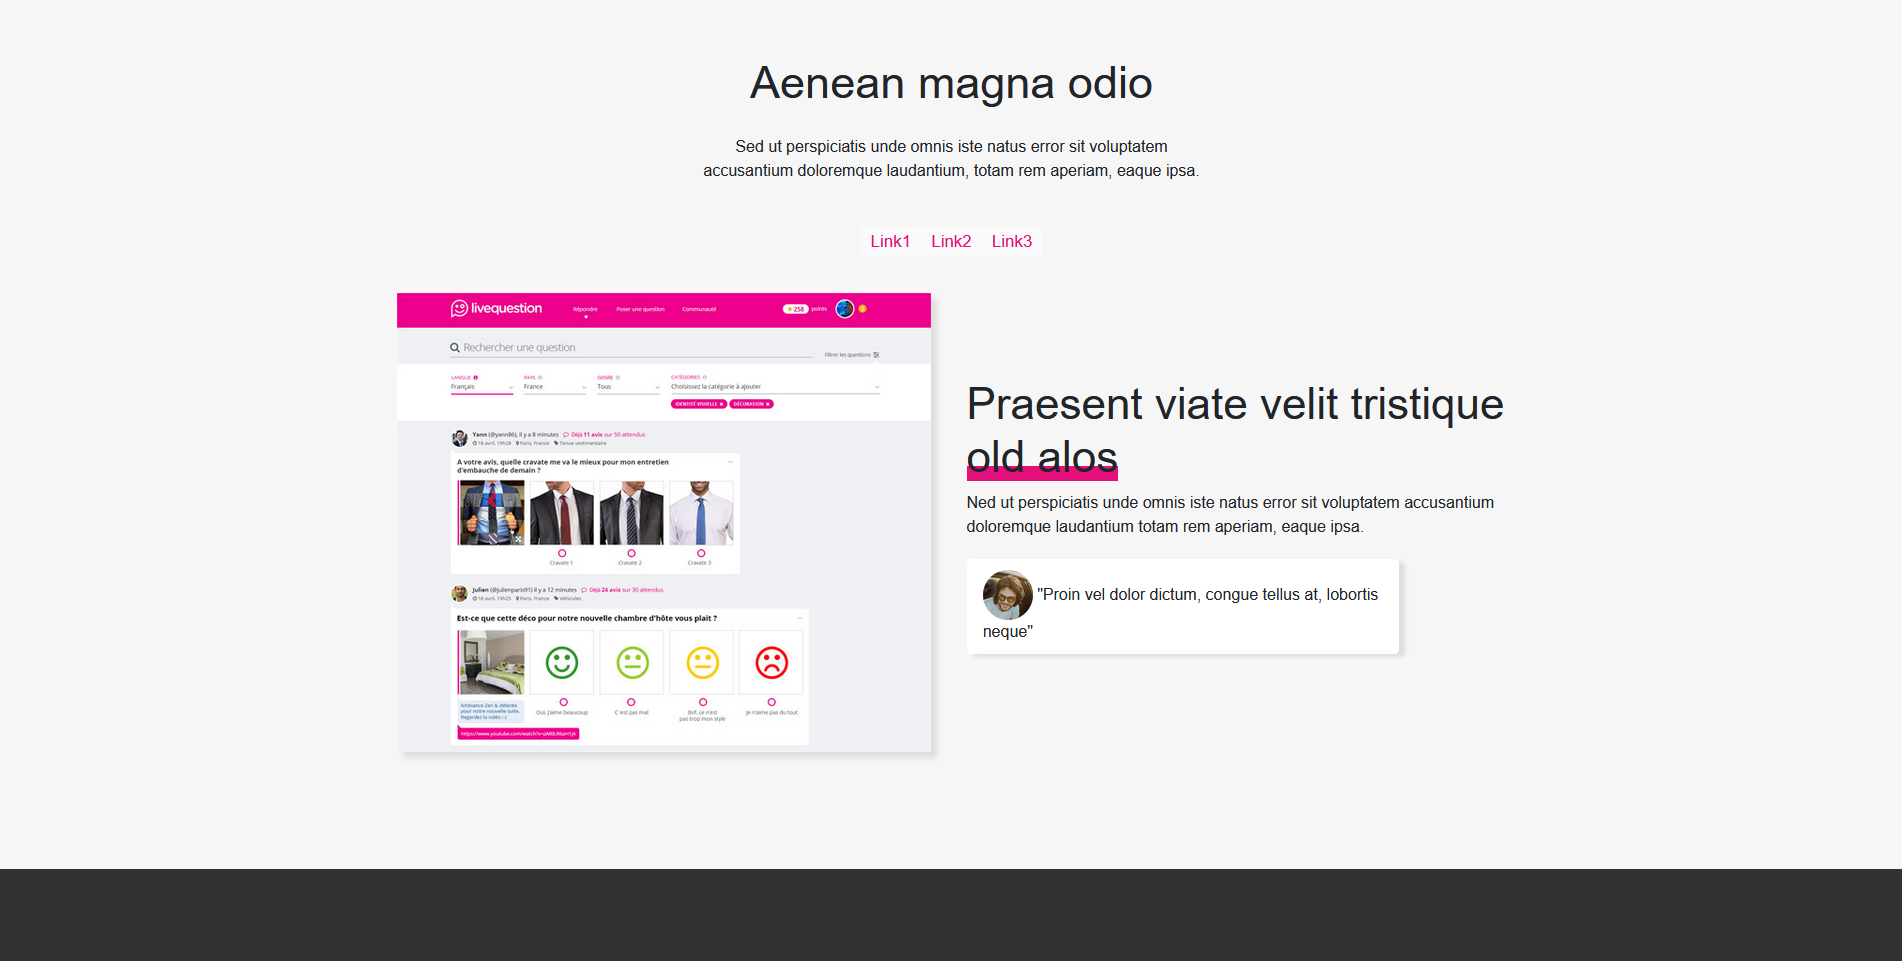 Aenean magna odio
Sed ut perspiciatis unde omnis iste natus error sit voluptatem
accusantium doloremque laudantium, totam rem aperiam, eaque ipsa.
Link1 Link2 Link3
livequestion
Répondre Poser une question Communauté
258 points
Rechercher une question
Filtrer les questions
LANGUE PAYS GENRE CATÉGORIES
Français France Tous Choisissez la catégorie à ajouter
IDENTITÉ VISUELLE x DÉCORATION x
Yann (@yann86), il y a 8 minutes Déjà 11 avis sur 50 attendus
18 avril, 19h28 Paris, France Tenue vestimentaire
A votre avis, quelle cravate me va le mieux pour mon entretien
d'embauche de demain ?
Cravate 1 Cravate 2 Cravate 3
Julien (@julienparis91) il y a 12 minutes Déjà 24 avis sur 30 attendus
18 avril, 19h25 Paris, France Véhicules
Est-ce que cette déco pour notre nouvelle chambre d'hôte vous plait ?
Ambiance Zen & détente
pour notre nouvelle suite.
Regardez la vidéo :-)
Oui, j'aime beaucoup C'est pas mal Bof, ce n'est
pas trop mon style
Je n'aime pas du tout
Praesent viate velit tristique
old alos
Ned ut perspiciatis unde omnis iste natus error sit voluptatem accusantium
doloremque laudantium totam rem aperiam, eaque ipsa.
"Proin vel dolor dictum, congue tellus at, lobortis
neque"